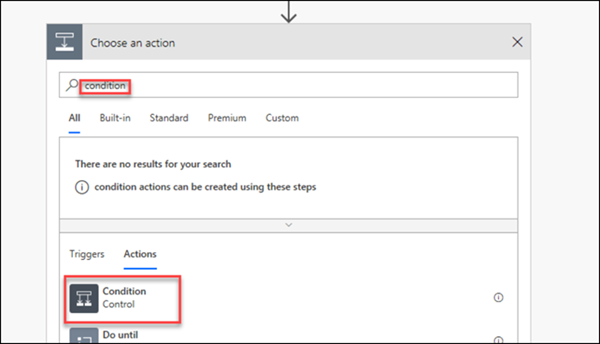 Choose an action
condition
All Built-in Standard Premium Custom
There are no results for your search
condition actions can be created using these steps
Triggers Actions
Condition
Control
Do until